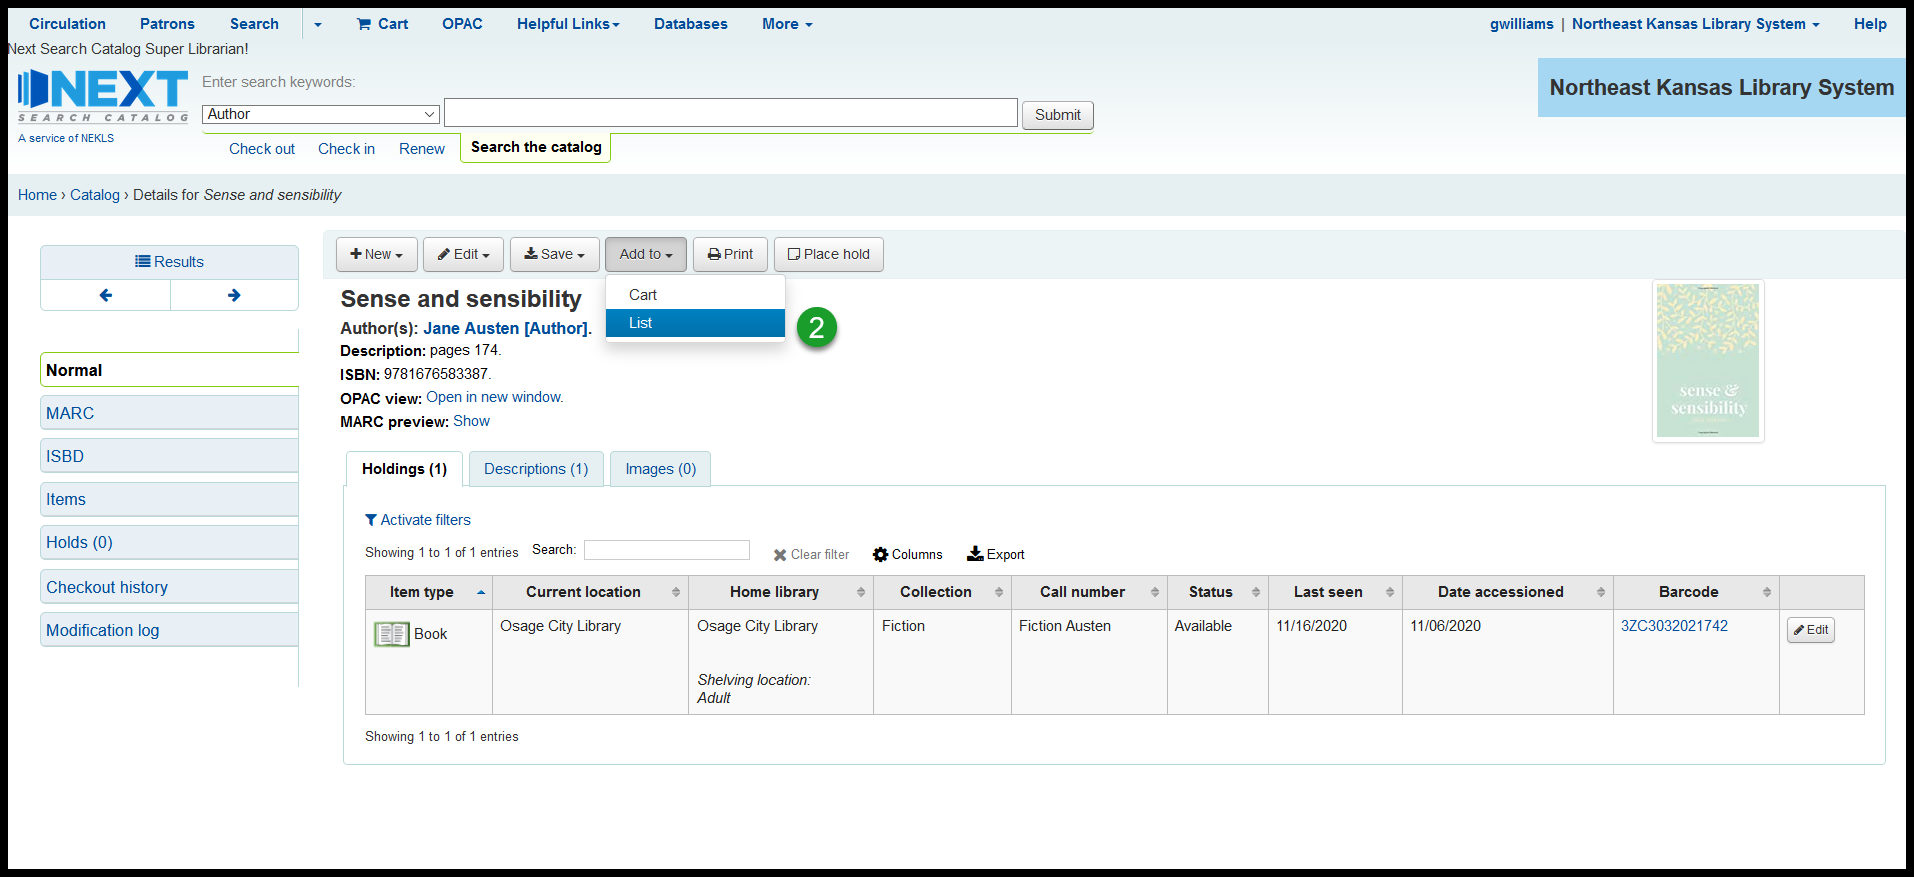 Circulation Patrons Search Cart OPAC Helpful Links Databases More gwilliams | Northeast Kansas Library System Help
Next Search Catalog Super Librarian!
NEXT
SEARCH CATALOG
A service of NEKLS
Enter search keywords:
Author Submit
Check out Check in Renew Search the catalog
Northeast Kansas Library System
Home › Catalog › Details for Sense and sensibility
Results
New Edit Save Add to Print Place hold
Cart
List
2
Sense and sensibility
Author(s): Jane Austen [Author].
Description: pages 174.
ISBN: 9781676583387.
OPAC view: Open in new window.
MARC preview: Show
sense &
sensibility
Normal
MARC
ISBD
Items
Holds (0)
Checkout history
Modification log
Holdings (1) Descriptions (1) Images (0)
Activate filters
Showing 1 to 1 of 1 entries Search: Clear filter Columns Export
Item type Current location Home library Collection Call number Status Last seen Date accessioned Barcode
Book Osage City Library Osage City Library Fiction Fiction Austen Available 11/16/2020 11/06/2020 3ZC3032021742 Edit
Shelving location:
Adult
Showing 1 to 1 of 1 entries